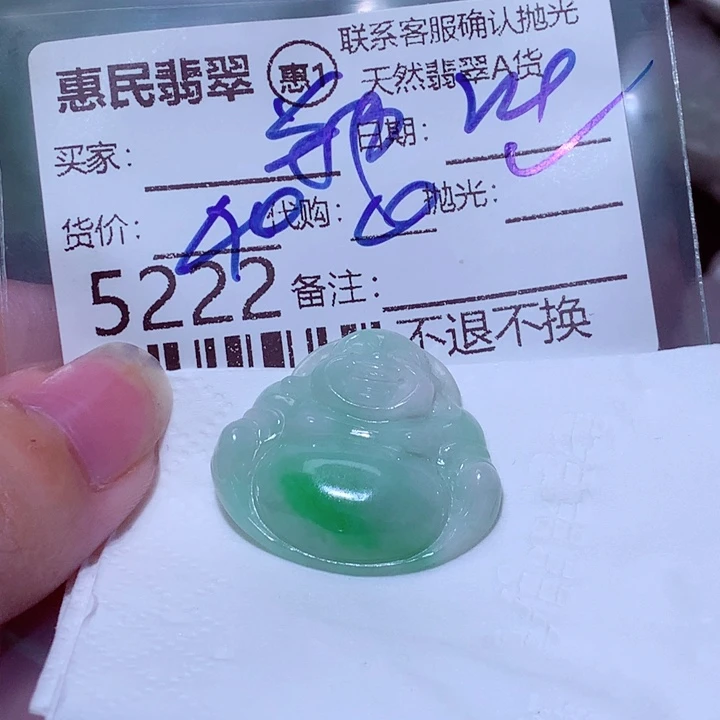 联系客服确认抛光
惠民翡翠 惠1 天然翡翠A货
买家： 日期：
货价： 代购： 抛光：
5222 备注：
不退不换